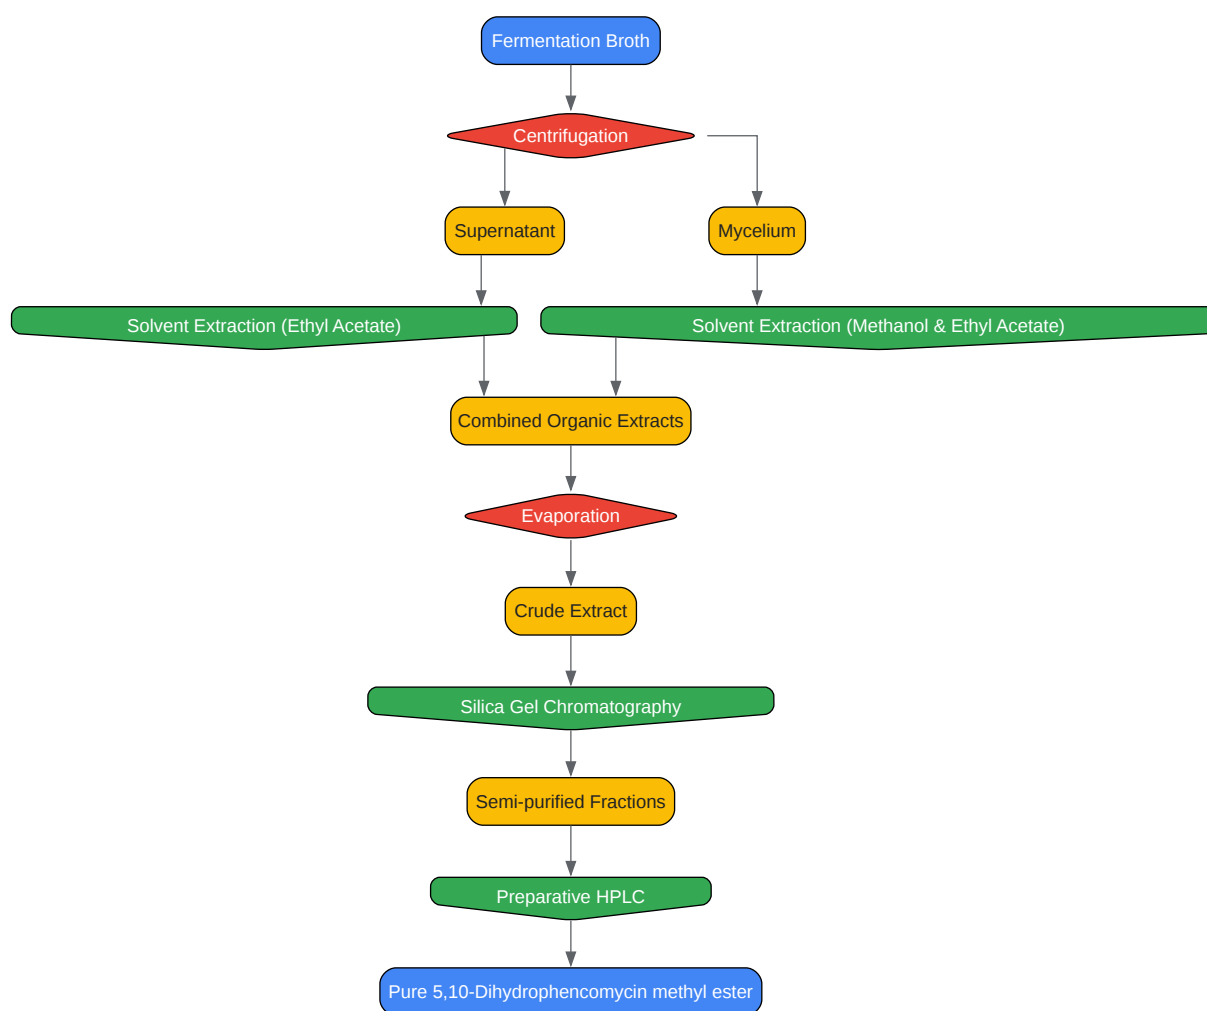 Fermentation Broth
Centrifugation
Supernatant
Mycelium
Solvent Extraction (Ethyl Acetate)
Solvent Extraction (Methanol & Ethyl Acetate)
Combined Organic Extracts
Evaporation
Crude Extract
Silica Gel Chromatography
Semi-purified Fractions
Preparative HPLC
Pure 5,10-Dihydrophencomycin methyl ester